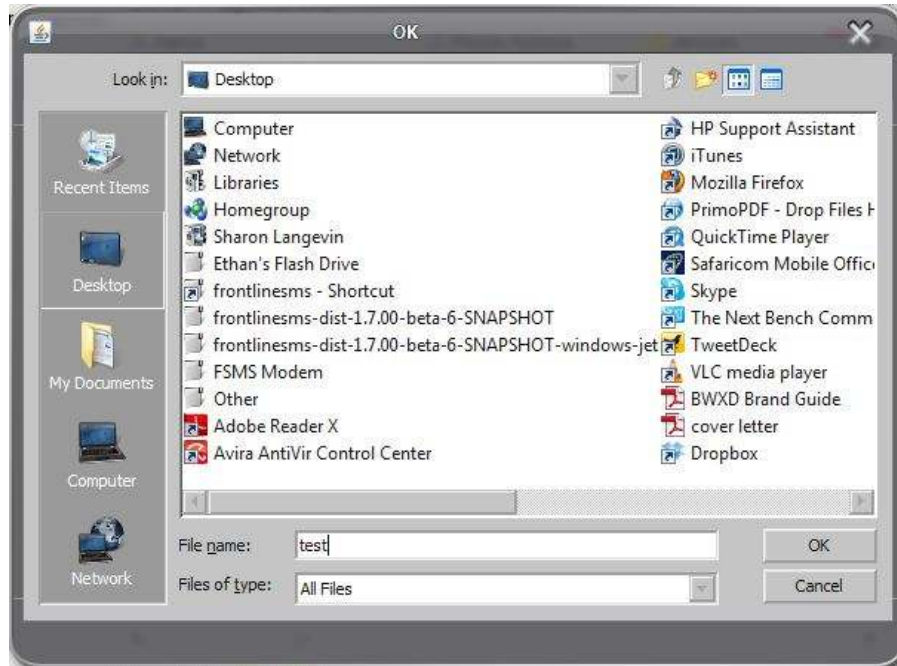 OK
Look in:
Desktop
Recent Items
Desktop
My Documents
Computer
Network
Computer
Network
Libraries
Homegroup
Sharon Langevin
Ethan's Flash Drive
frontlinesms - Shortcut
frontlinesms-dist-1.7.00-beta-6-SNAPSHOT
frontlinesms-dist-1.7.00-beta-6-SNAPSHOT-windows-jet
FSMS Modem
Other
Adobe Reader X
Avira AntiVir Control Center
HP Support Assistant
iTunes
Mozilla Firefox
PrimoPDF - Drop Files H
QuickTime Player
Safaricom Mobile Offic
Skype
The Next Bench Comm
TweetDeck
VLC media player
BWXD Brand Guide
cover letter
Dropbox
File name:
test
OK
Files of type:
All Files
Cancel